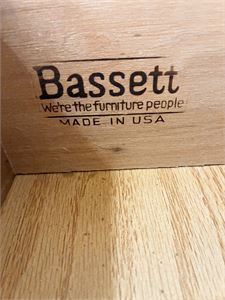 Bassett
We're the furniture people
MADE IN USA